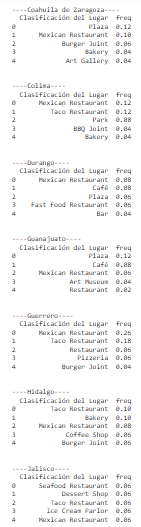 ----Coahuila de Zaragoza----
Clasificación del Lugar freq
0 Plaza 0.12
1 Mexican Restaurant 0.10
2 Burger Joint 0.06
3 Bakery 0.04
4 Art Gallery 0.04
----Colima----
Clasificación del Lugar freq
0 Mexican Restaurant 0.12
1 Taco Restaurant 0.12
2 Park 0.08
3 BBQ Joint 0.04
4 Bakery 0.04
----Durango----
Clasificación del Lugar freq
0 Mexican Restaurant 0.08
1 Café 0.08
2 Plaza 0.06
3 Fast Food Restaurant 0.06
4 Bar 0.04
----Guanajuato----
Clasificación del Lugar freq
0 Plaza 0.12
1 Café 0.08
2 Mexican Restaurant 0.06
3 Art Museum 0.04
4 Restaurant 0.02
----Guerrero----
Clasificación del Lugar freq
0 Mexican Restaurant 0.26
1 Taco Restaurant 0.18
2 Restaurant 0.06
3 Pizzeria 0.06
4 Burger Joint 0.04
----Hidalgo----
Clasificación del Lugar freq
0 Taco Restaurant 0.10
1 Bakery 0.10
2 Mexican Restaurant 0.08
3 Coffee Shop 0.06
4 Burger Joint 0.06
----Jalisco----
Clasificación del Lugar freq
0 Seafood Restaurant 0.06
1 Dessert Shop 0.06
2 Taco Restaurant 0.06
3 Ice Cream Parlor 0.06
4 Mexican Restaurant 0.06